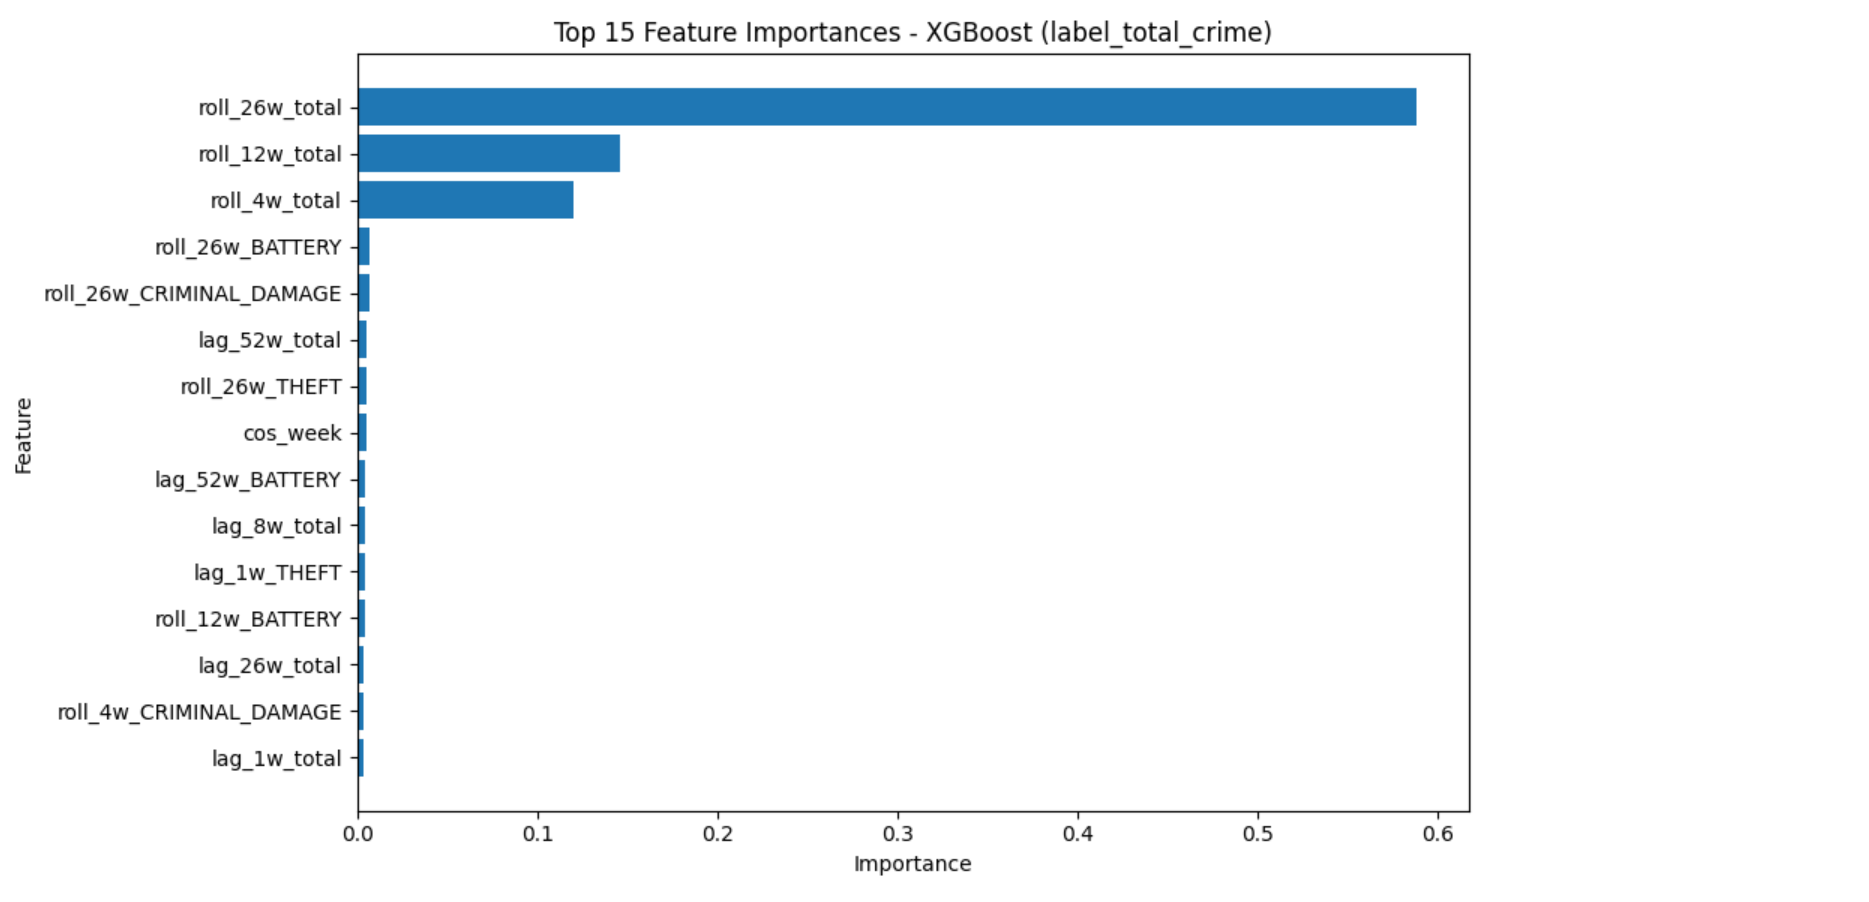 Top 15 Feature Importances - XGBoost (label_total_crime)
roll_26w_total
roll_12w_total
roll_4w_total
roll_26w_BATTERY
roll_26w_CRIMINAL_DAMAGE
lag_52w_total
roll_26w_THEFT
cos_week
lag_52w_BATTERY
lag_8w_total
lag_1w_THEFT
roll_12w_BATTERY
lag_26w_total
roll_4w_CRIMINAL_DAMAGE
lag_1w_total
Feature
0.0 0.1 0.2 0.3 0.4 0.5 0.6
Importance